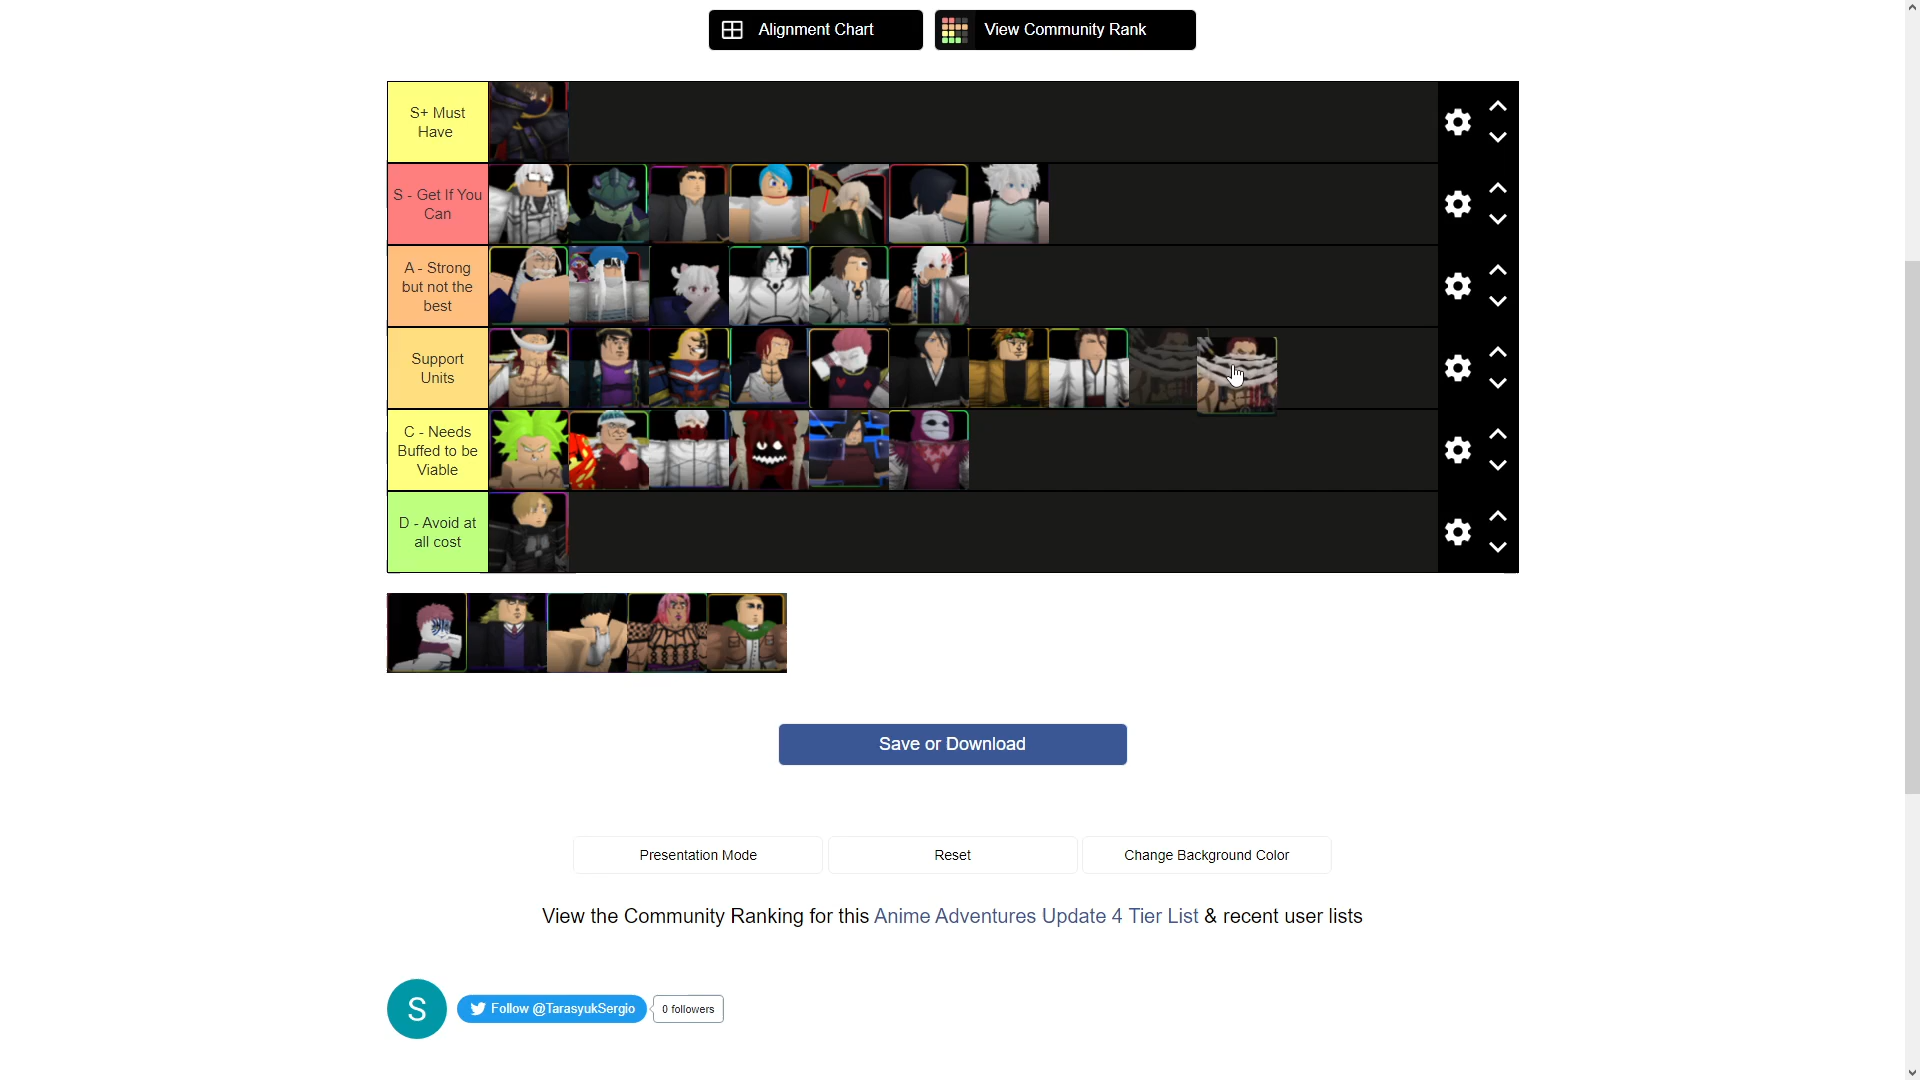 Alignment Chart
View Community Rank
S+ Must
Have
S - Get If You
Can
A - Strong
but not the
best
Support
Units
C - Needs
Buffed to be
Viable
D - Avoid at
all cost
Save or Download
Presentation Mode
Reset
Change Background Color
View the Community Ranking for this Anime Adventures Update 4 Tier List & recent user lists
S
Follow @TarasyukSergio
0 followers